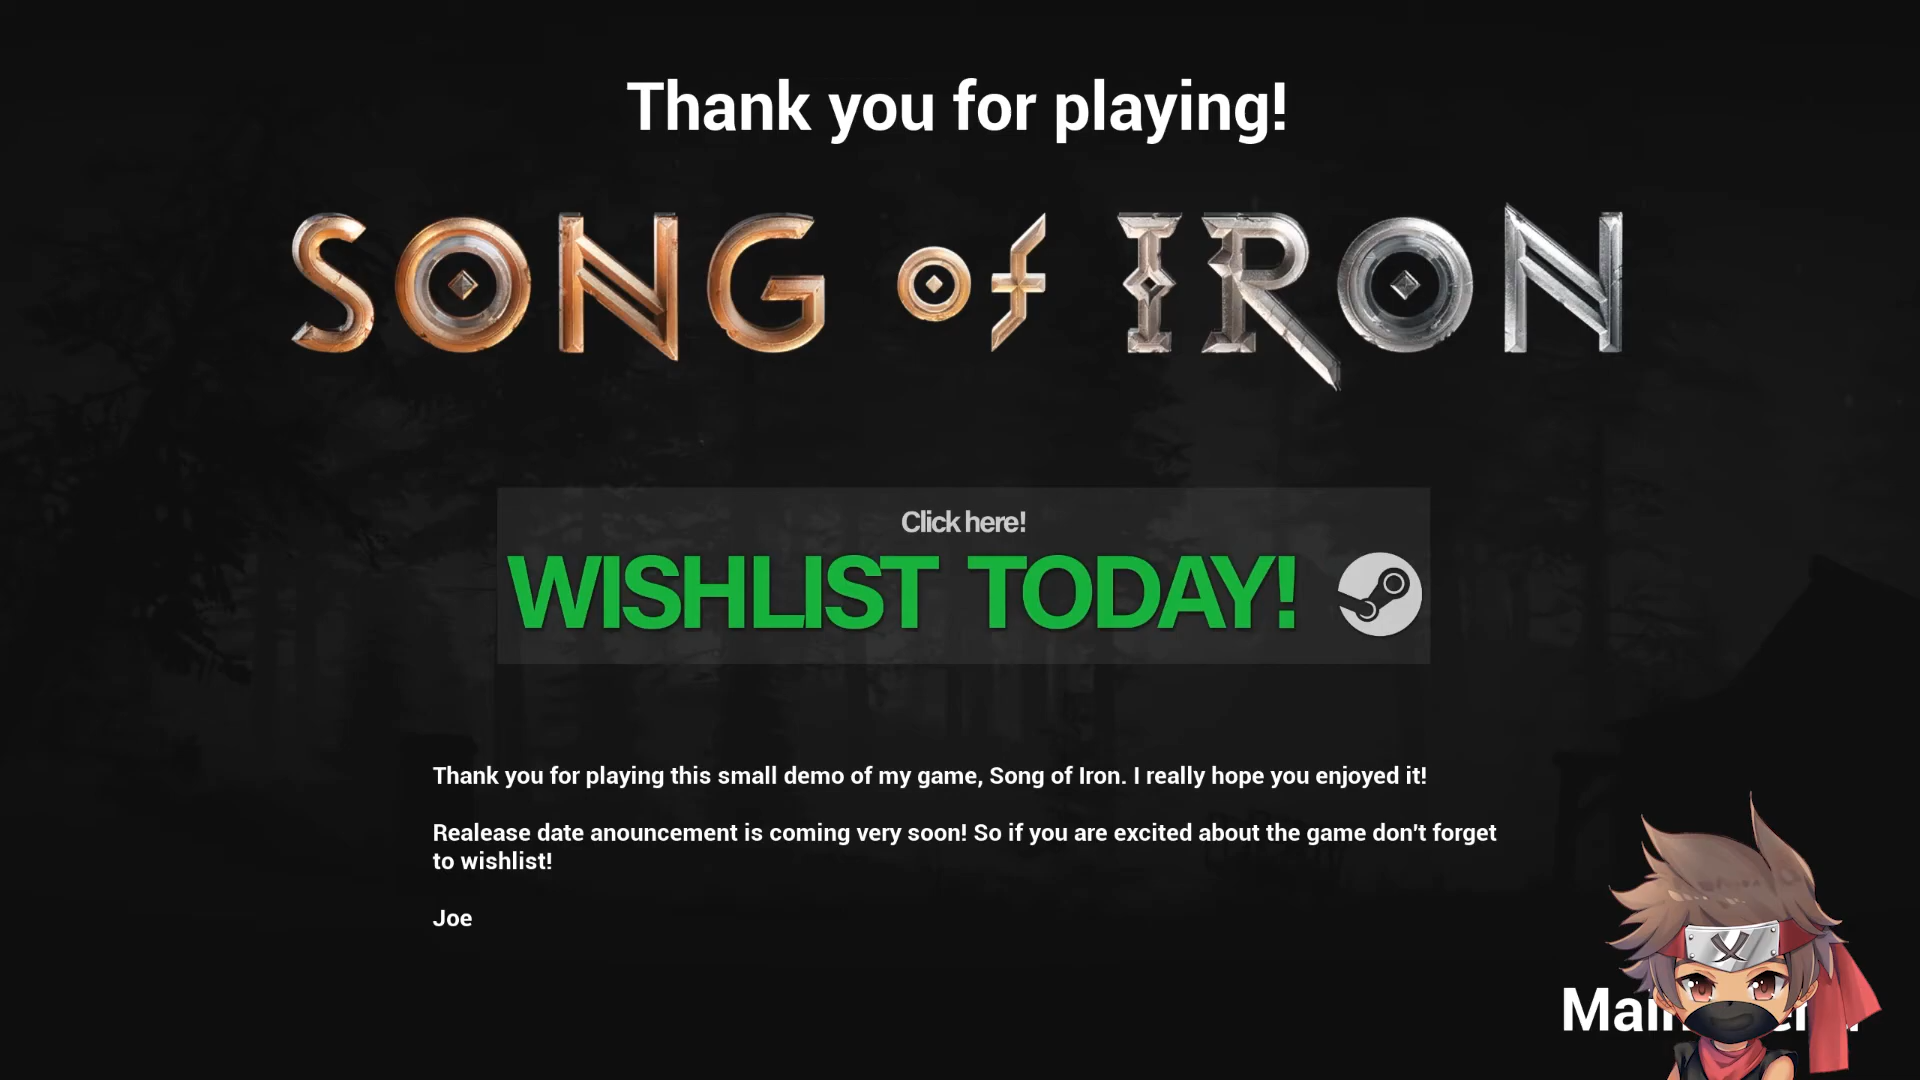 Thank you for playing!
SONG of IRON
Click here!
WISHLIST TODAY!
Thank you for playing this small demo of my game, Song of Iron. I really hope you enjoyed it!
Realease date anouncement is coming very soon! So if you are excited about the game don't forget
to wishlist!
Joe